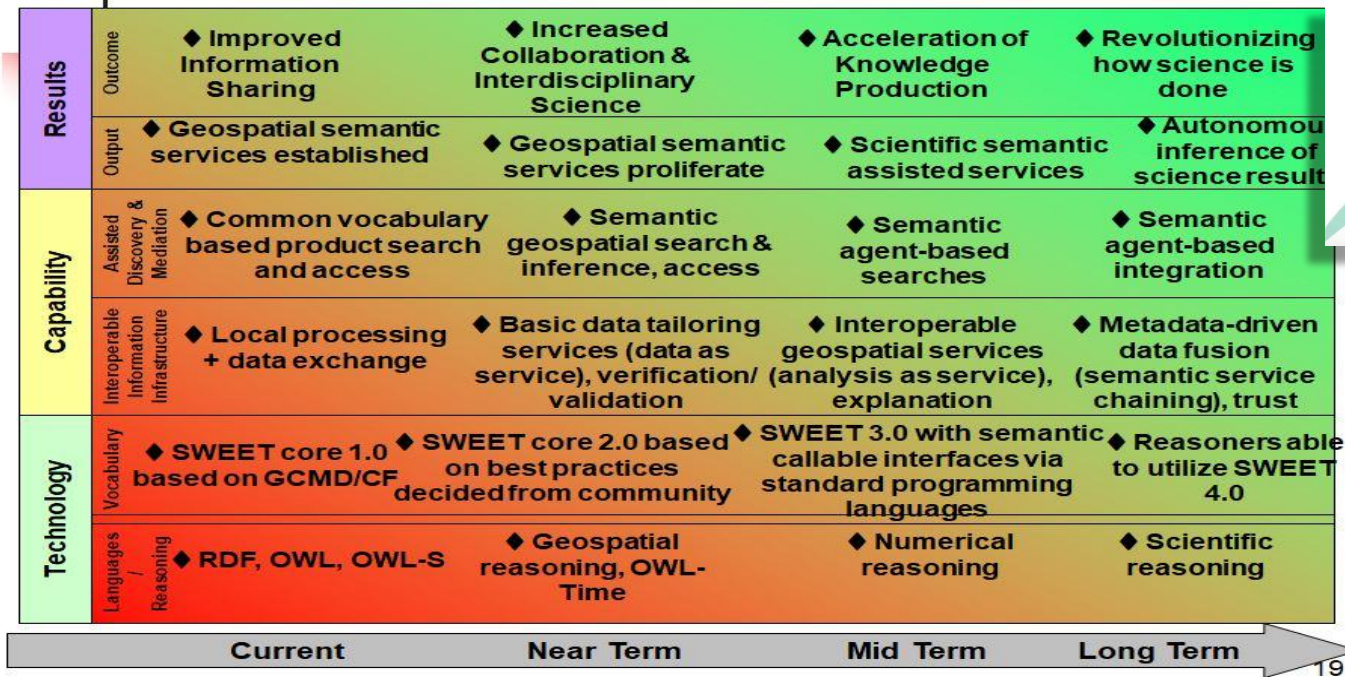 Results
Outcome
◆ Improved
Information
Sharing
◆ Increased
Collaboration &
Interdisciplinary
Science
◆ Acceleration of
Knowledge
Production
◆ Revolutionizing
how science is
done
Output
◆ Geospatial semantic
services established
◆ Geospatial semantic
services proliferate
◆ Scientific semantic
assisted services
◆ Autonomou
inference of
science result
Capability
Assisted
Discovery &
Mediation
◆ Common vocabulary
based product search
and access
◆ Semantic
geospatial search &
inference, access
◆ Semantic
agent-based
searches
◆ Semantic
agent-based
integration
Interoperable
Information
Infrastructure
◆ Local processing
+ data exchange
◆ Basic data tailoring
services (data as
service), verification/
validation
◆ Interoperable
geospatial services
(analysis as service),
explanation
◆ Metadata-driven
data fusion
(semantic service
chaining), trust
Technology
Vocabulary
◆ SWEET core 1.0
based on GCMD/CF
◆ SWEET core 2.0 based
on best practices
decided from community
◆ SWEET 3.0 with semantic
callable interfaces via
standard programming
languages
◆ Reasoners able
to utilize SWEET
4.0
Languages
/
Reasoning
◆ RDF, OWL, OWL-S
◆ Geospatial
reasoning, OWL-
Time
◆ Numerical
reasoning
◆ Scientific
reasoning
Current
Near Term
Mid Term
Long Term
19